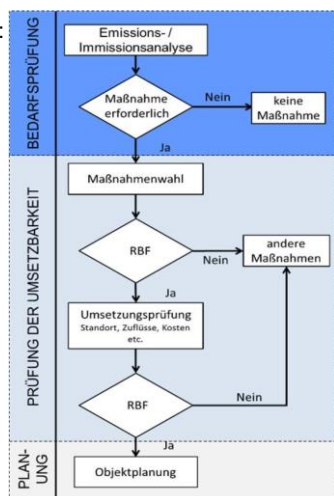 :
BEDARFSPRÜFUNG
Emissions- /
Immissionsanalyse
Maßnahme
erforderlich
Nein
keine
Maßnahme
Ja
PRÜFUNG DER UMSETZBARKEIT
Maßnahmenwahl
RBF
Nein
andere
Maßnahmen
Ja
Umsetzungsprüfung
Standort, Zuflüsse, Kosten
etc.
RBF
Nein
Ja
PLAN-
UNG
Objektplanung